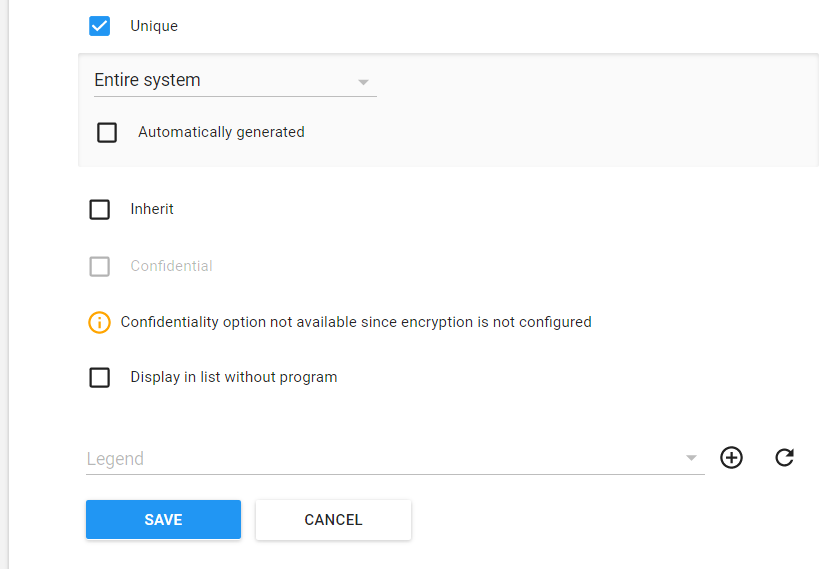 Unique
Entire system
Automatically generated
Inherit
Confidential
Confidentiality option not available since encryption is not configured
Display in list without program
Legend
SAVE
CANCEL